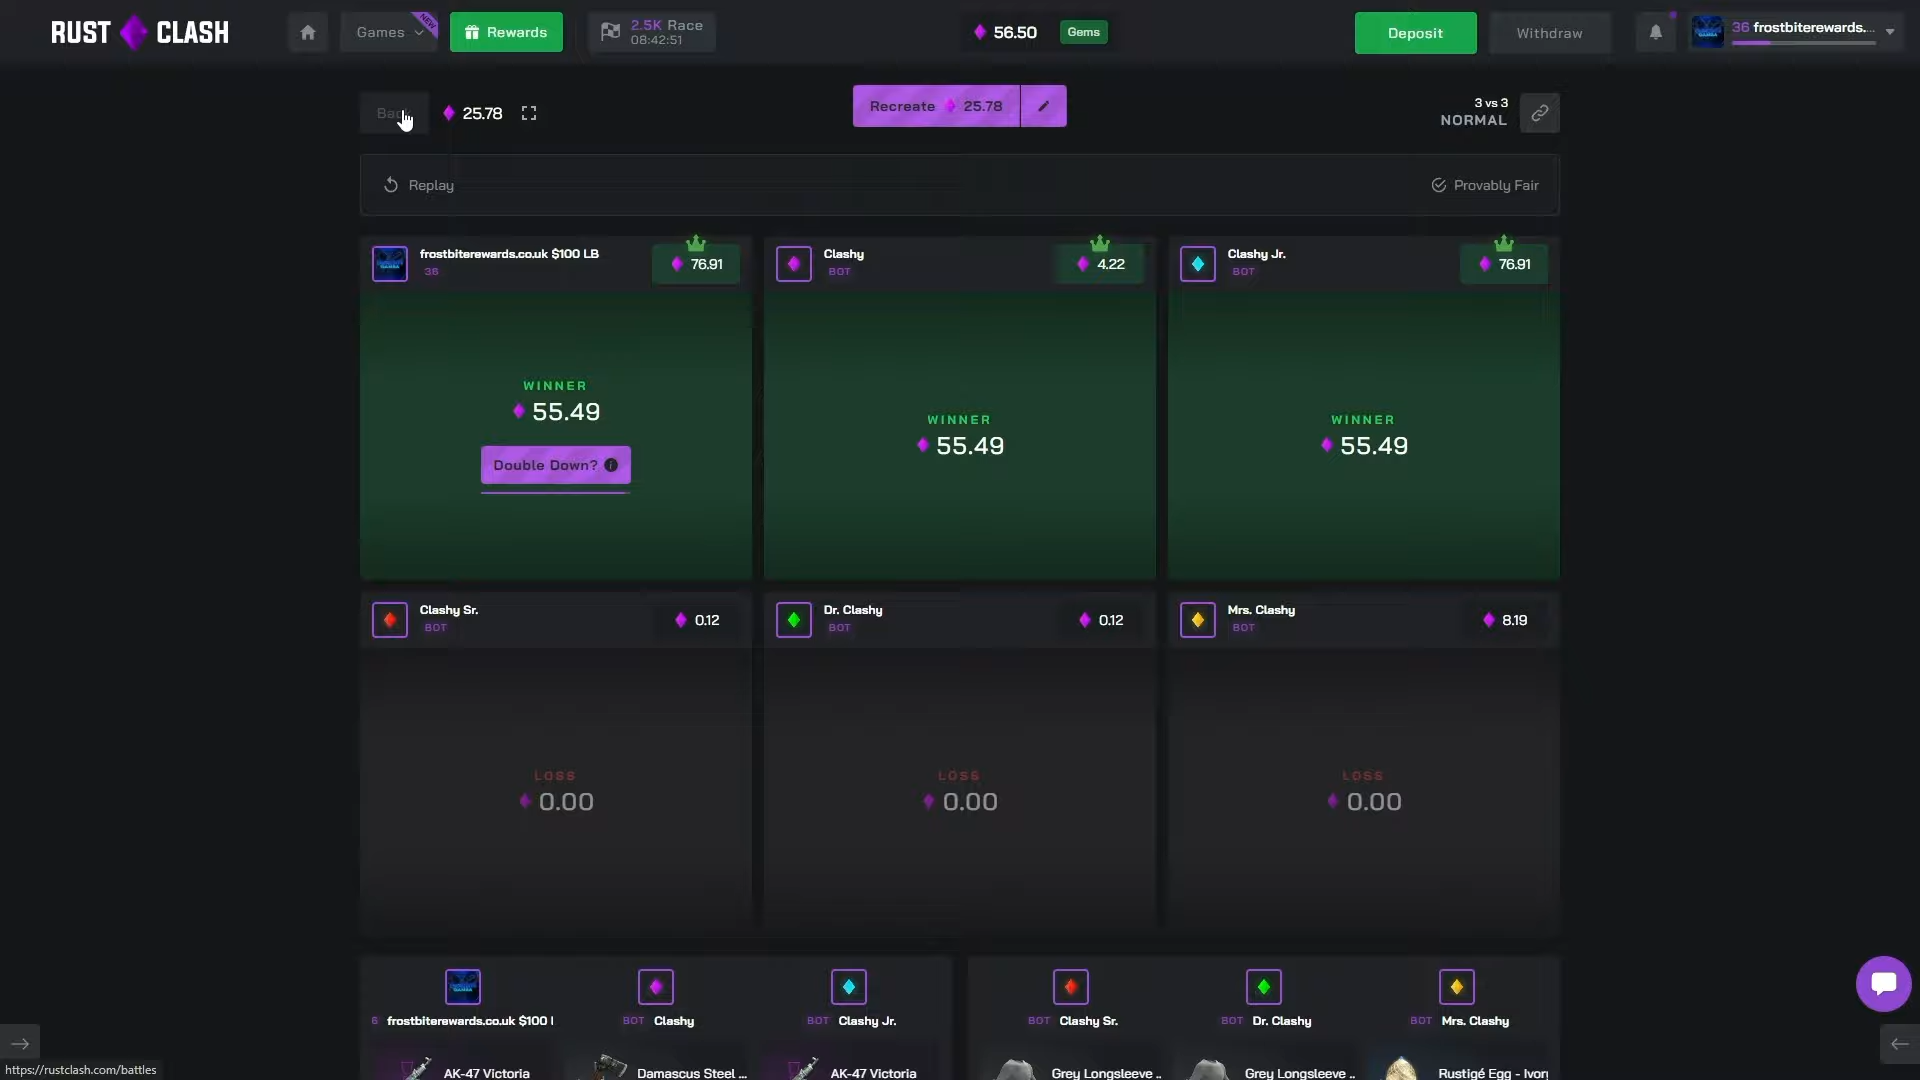 RUST CLASH
Games
NEW
Rewards
2.5K Race
08:42:51
56.50
Gems
Deposit
Withdraw
36 frostbiterewards....
Back
25.78
Recreate 25.78
3 vs 3
NORMAL
Replay
Provably Fair
frostbiterewards.co.uk $100 LB
36
76.91
Clashy
BOT
4.22
Clashy Jr.
BOT
76.91
WINNER
55.49
Double Down?
WINNER
55.49
WINNER
55.49
Clashy Sr.
BOT
0.12
Dr. Clashy
BOT
0.12
Mrs. Clashy
BOT
8.19
LOSS
0.00
LOSS
0.00
LOSS
0.00
6 frostbiterewards.co.uk $100 l
BOT Clashy
BOT Clashy Jr.
BOT Clashy Sr.
BOT Dr. Clashy
BOT Mrs. Clashy
AK-47 Victoria
Damascus Steel ...
AK-47 Victoria
Grey Longsleeve ..
Grey Longsleeve ..
Rustigé Egg - Ivory
https://rustclash.com/battles